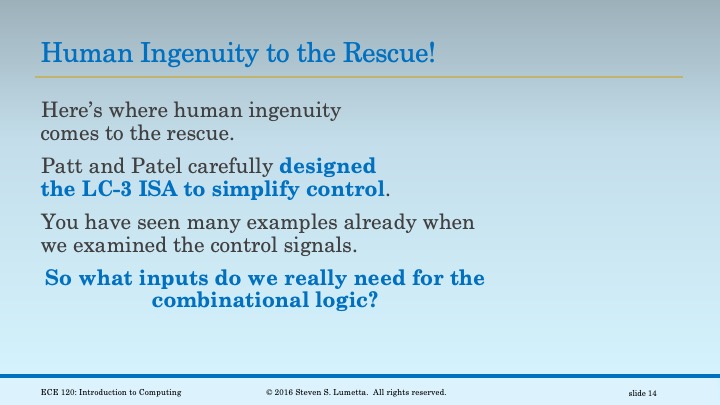 Human Ingenuity to the Rescue!
Here’s where human ingenuity
comes to the rescue.
Patt and Patel carefully designed
the LC-3 ISA to simplify control.
You have seen many examples already when
we examined the control signals.
So what inputs do we really need for the
combinational logic?
ECE 120: Introduction to Computing
© 2016 Steven S. Lumetta.  All rights reserved.
slide 14